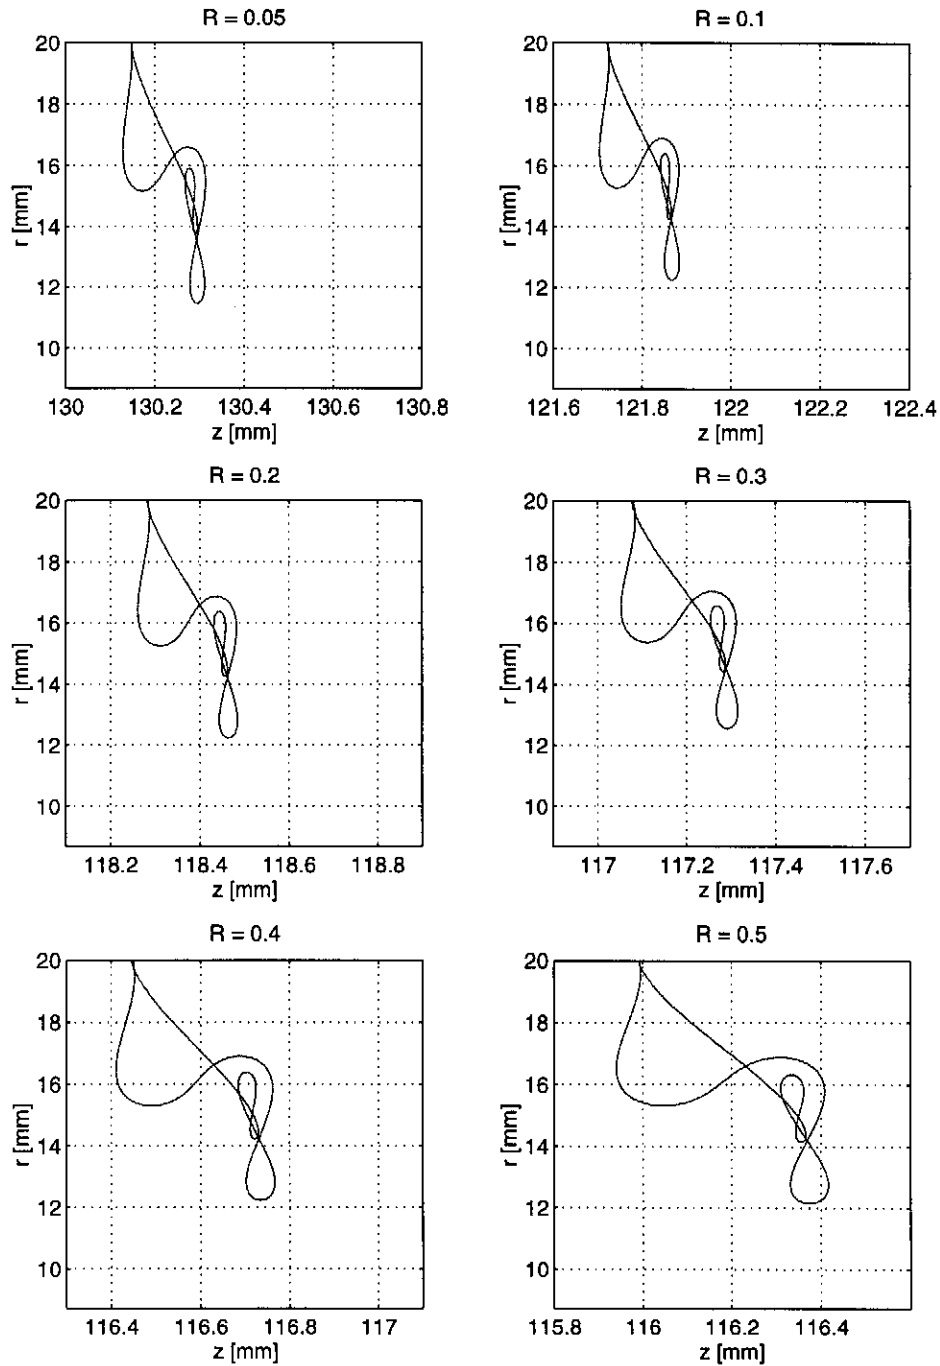 R = 0.05
20
18
16
14
12
10
r [mm]
130 130.2 130.4 130.6 130.8
z [mm]
R = 0.1
20
18
16
14
12
10
r [mm]
121.6 121.8 122 122.2 122.4
z [mm]
R = 0.2
20
18
16
14
12
10
r [mm]
118.2 118.4 118.6 118.8
z [mm]
R = 0.3
20
18
16
14
12
10
r [mm]
117 117.2 117.4 117.6
z [mm]
R = 0.4
20
18
16
14
12
10
r [mm]
116.4 116.6 116.8 117
z [mm]
R = 0.5
20
18
16
14
12
10
r [mm]
115.8 116 116.2 116.4
z [mm]